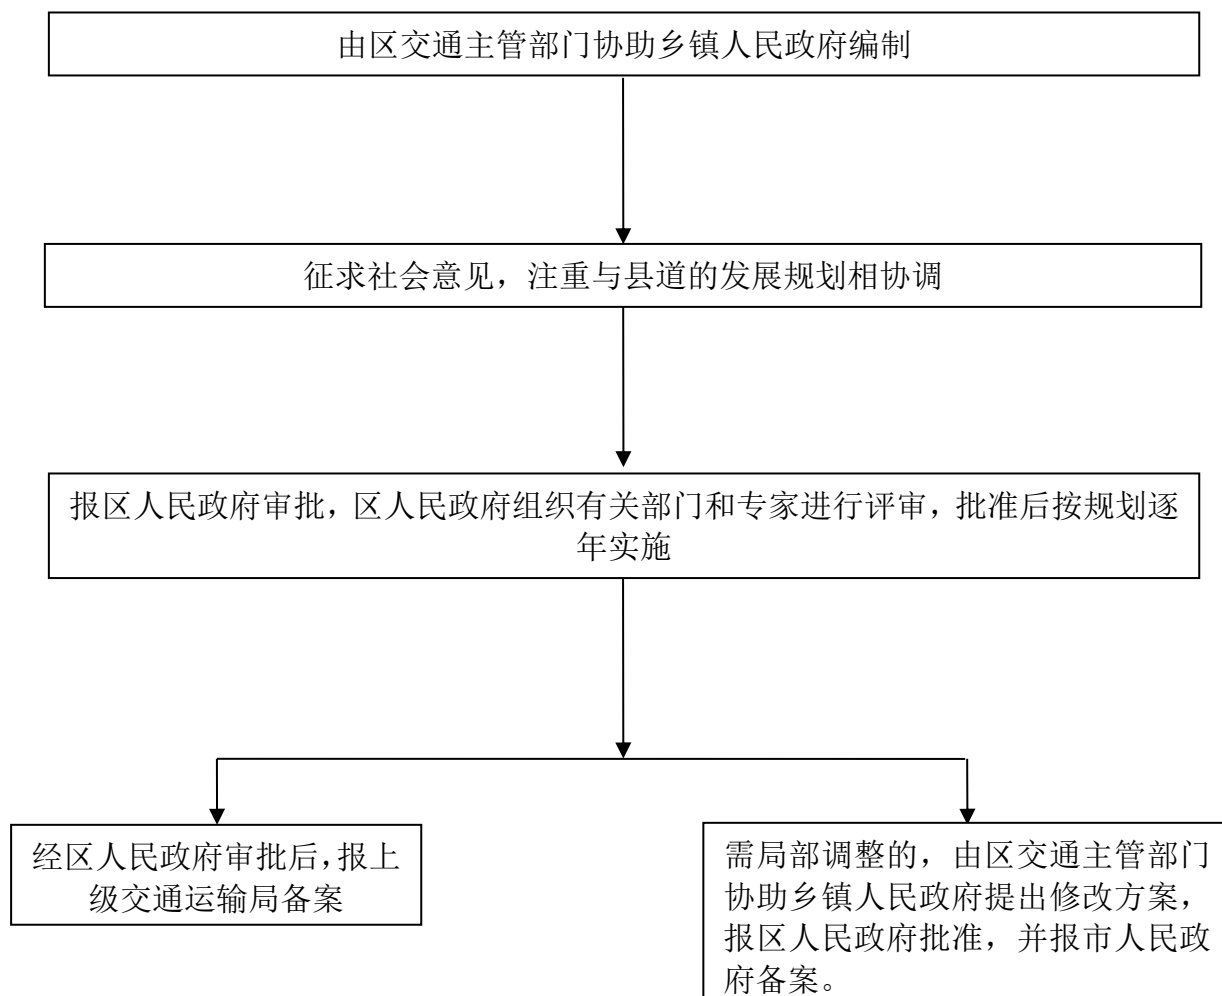 由区交通主管部门协助乡镇人民政府编制
征求社会意见，注重与县道的发展规划相协调
报区人民政府审批，区人民政府组织有关部门和专家进行评审，批准后按规划逐
年实施
经区人民政府审批后，报上
级交通运输局备案
需局部调整的，由区交通主管部门
协助乡镇人民政府提出修改方案，
报区人民政府批准，并报市人民政
府备案。